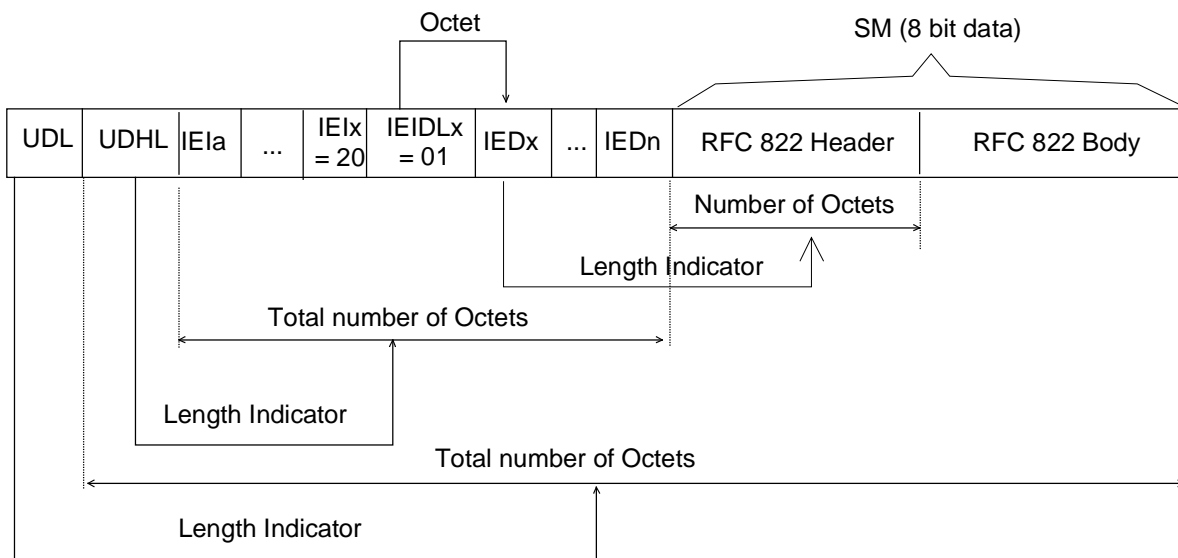 Octet
SM (8 bit data)
UDL UDHL IEIa ... IEIx = 20 IEIDLx = 01 IEDx ... IEDn RFC 822 Header RFC 822 Body
Number of Octets
Length Indicator
Total number of Octets
Length Indicator
Total number of Octets
Length Indicator